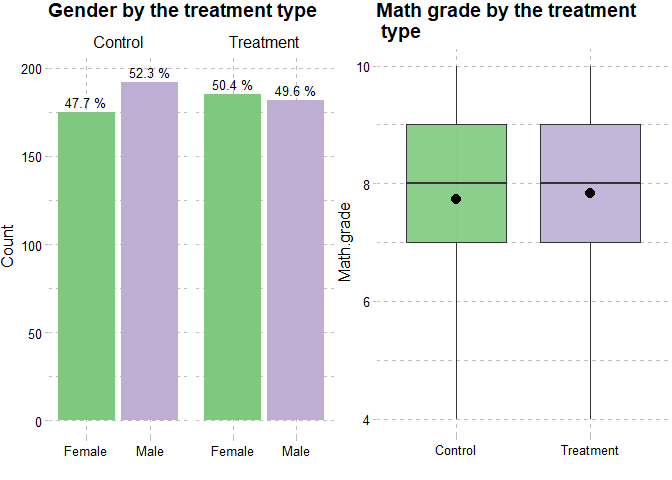 Gender by the treatment type
Control
Treatment
47.7 %
52.3 %
50.4 %
49.6 %
200
150
100
50
0
Count
Female
Male
Female
Male
Math grade by the treatment
type
10
8
6
4
Math.grade
Control
Treatment